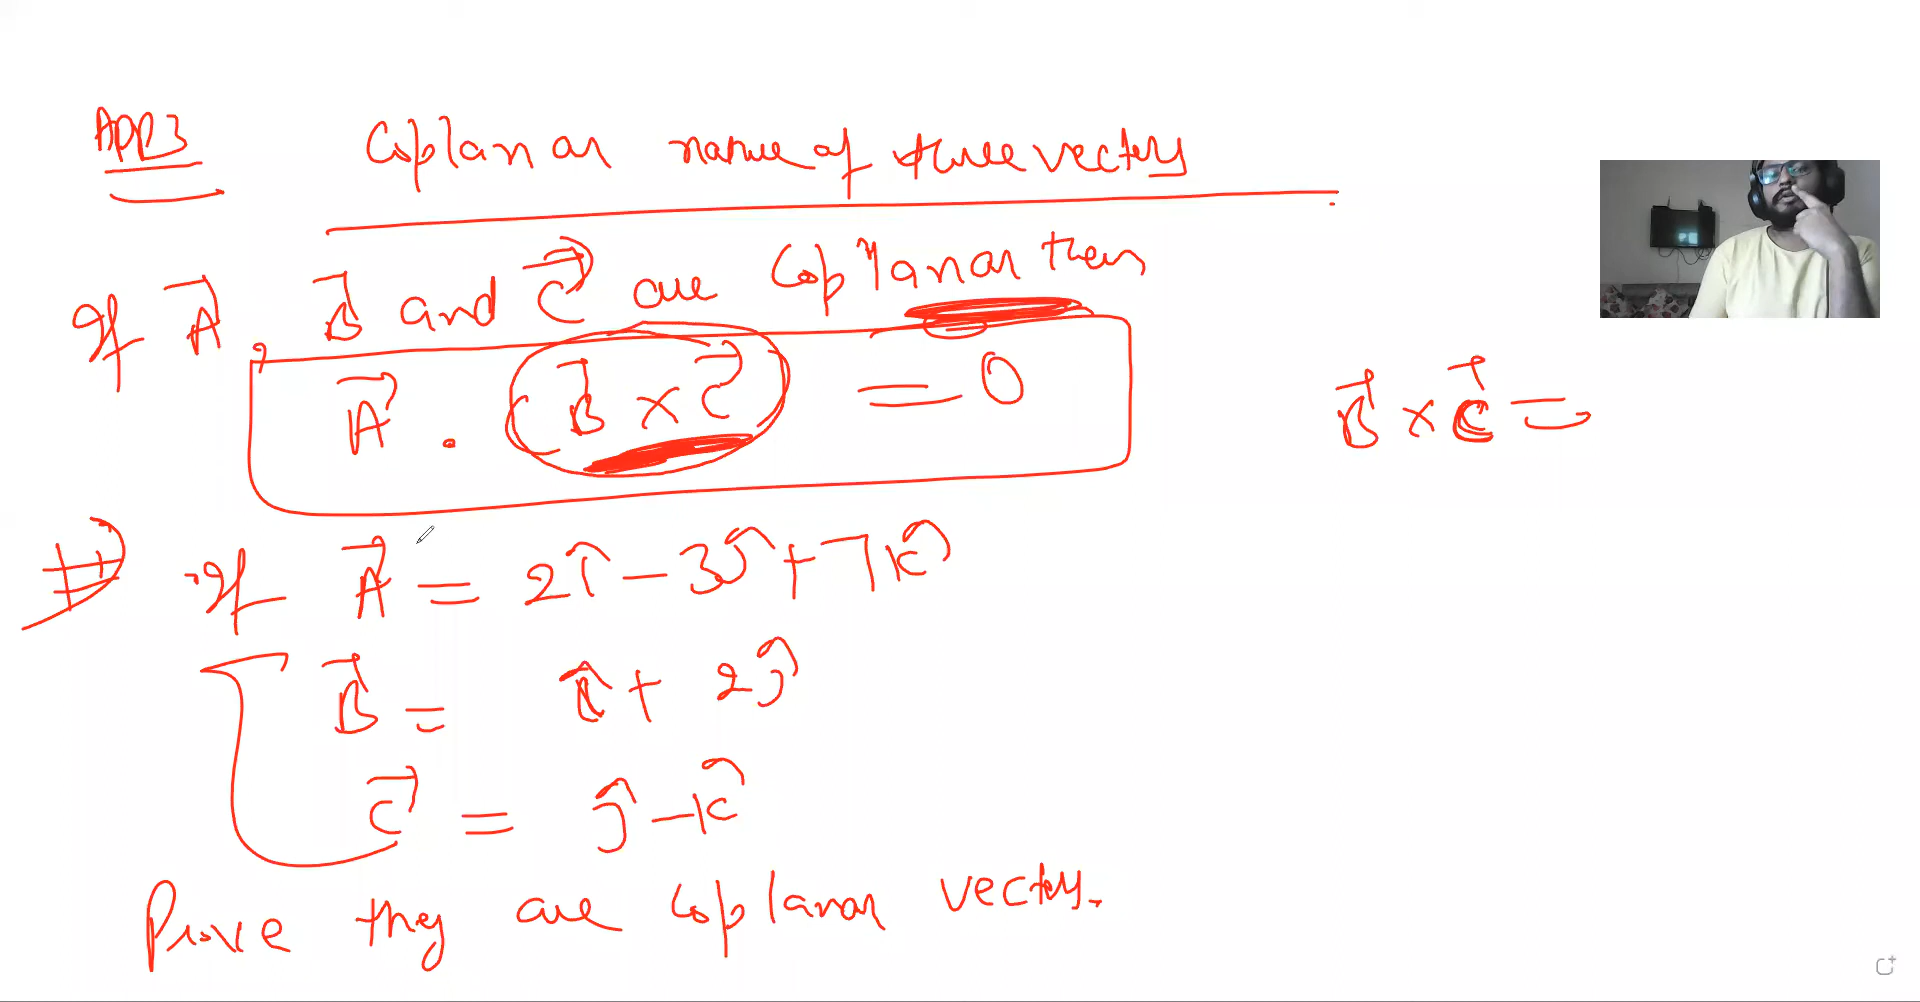 APP3 Coplanar nature of three vectors
If A⃗, B⃗ and C⃗ are coplanar then
A⃗ . (B⃗ × C⃗) = 0
B⃗ × C⃗ =
# If A⃗ = 2î − 3ĵ + 7k̂
B⃗ = î + 2ĵ
C⃗ = ĵ − k̂
Prove they are coplanar vectors.